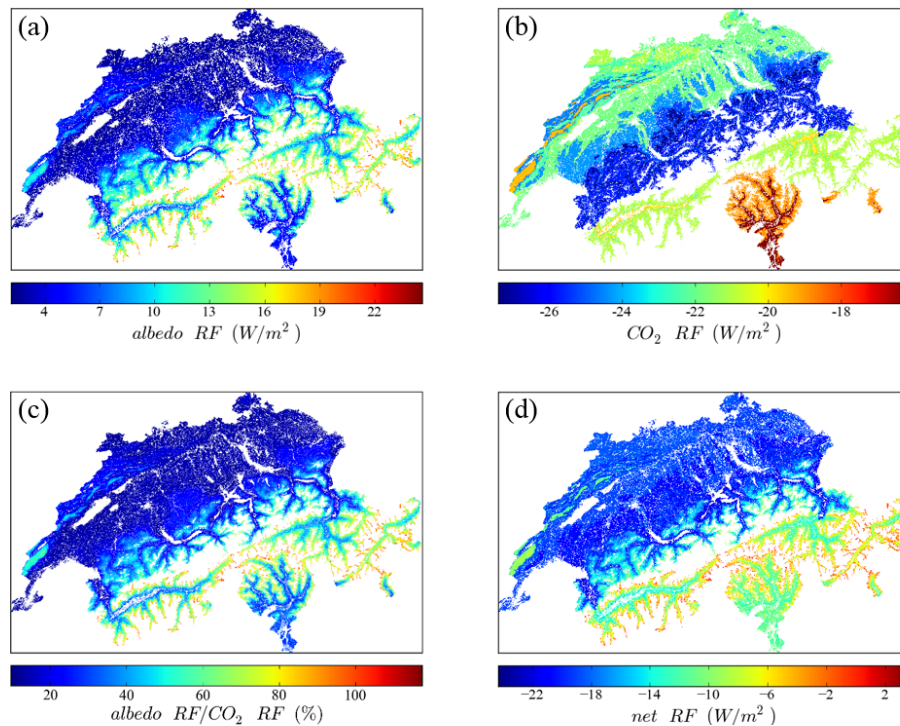 (a)
(b)
4 7 10 13 16 19 22
albedo RF (W/m²)
-26 -24 -22 -20 -18
CO₂ RF (W/m²)
(c)
(d)
20 40 60 80 100
albedo RF/CO₂ RF (%)
-22 -18 -14 -10 -6 -2 2
net RF (W/m²)